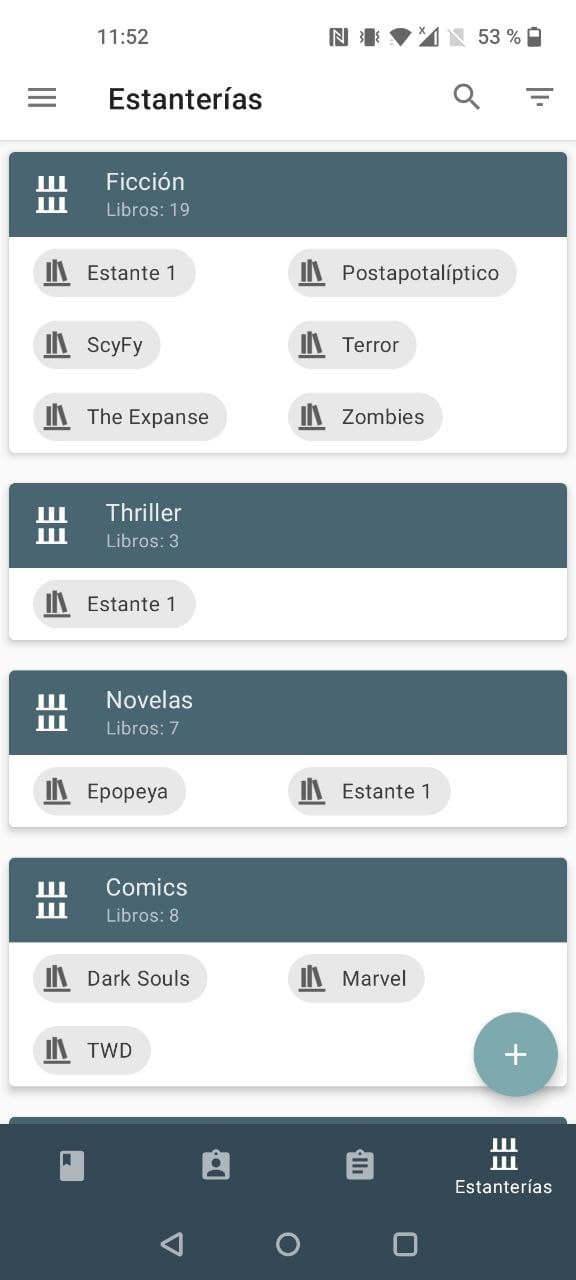 11:52
53 %
Estanterías
Ficción
Libros: 19
Estante 1
Postapotalíptico
ScyFy
Terror
The Expanse
Zombies
Thriller
Libros: 3
Estante 1
Novelas
Libros: 7
Epopeya
Estante 1
Comics
Libros: 8
Dark Souls
Marvel
TWD
Estanterías